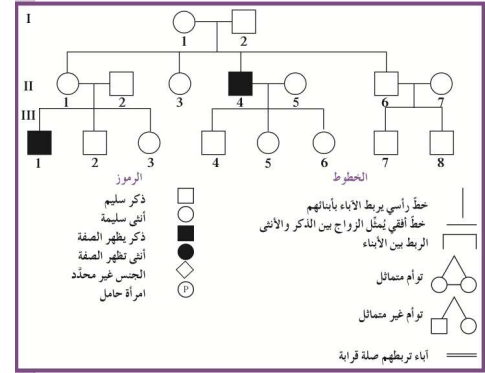 I
1 2
II
1 2 3 4 5 6 7
III
1 2 3 4 5 6 7 8
الرموز
ذكر سليم
أنثى سليمة
ذكر يظهر الصفة
أنثى تظهر الصفة
الجنس غير محدَّد
امرأة حامل
P
الخطوط
خطّ رأسي يربط الآباء بأبنائهم
خطّ أفقي يُمثِّل الزواج بين الذكر والأنثى
الربط بين الأبناء
توأم متماثل
توأم غير متماثل
آباء تربطهم صلة قرابة